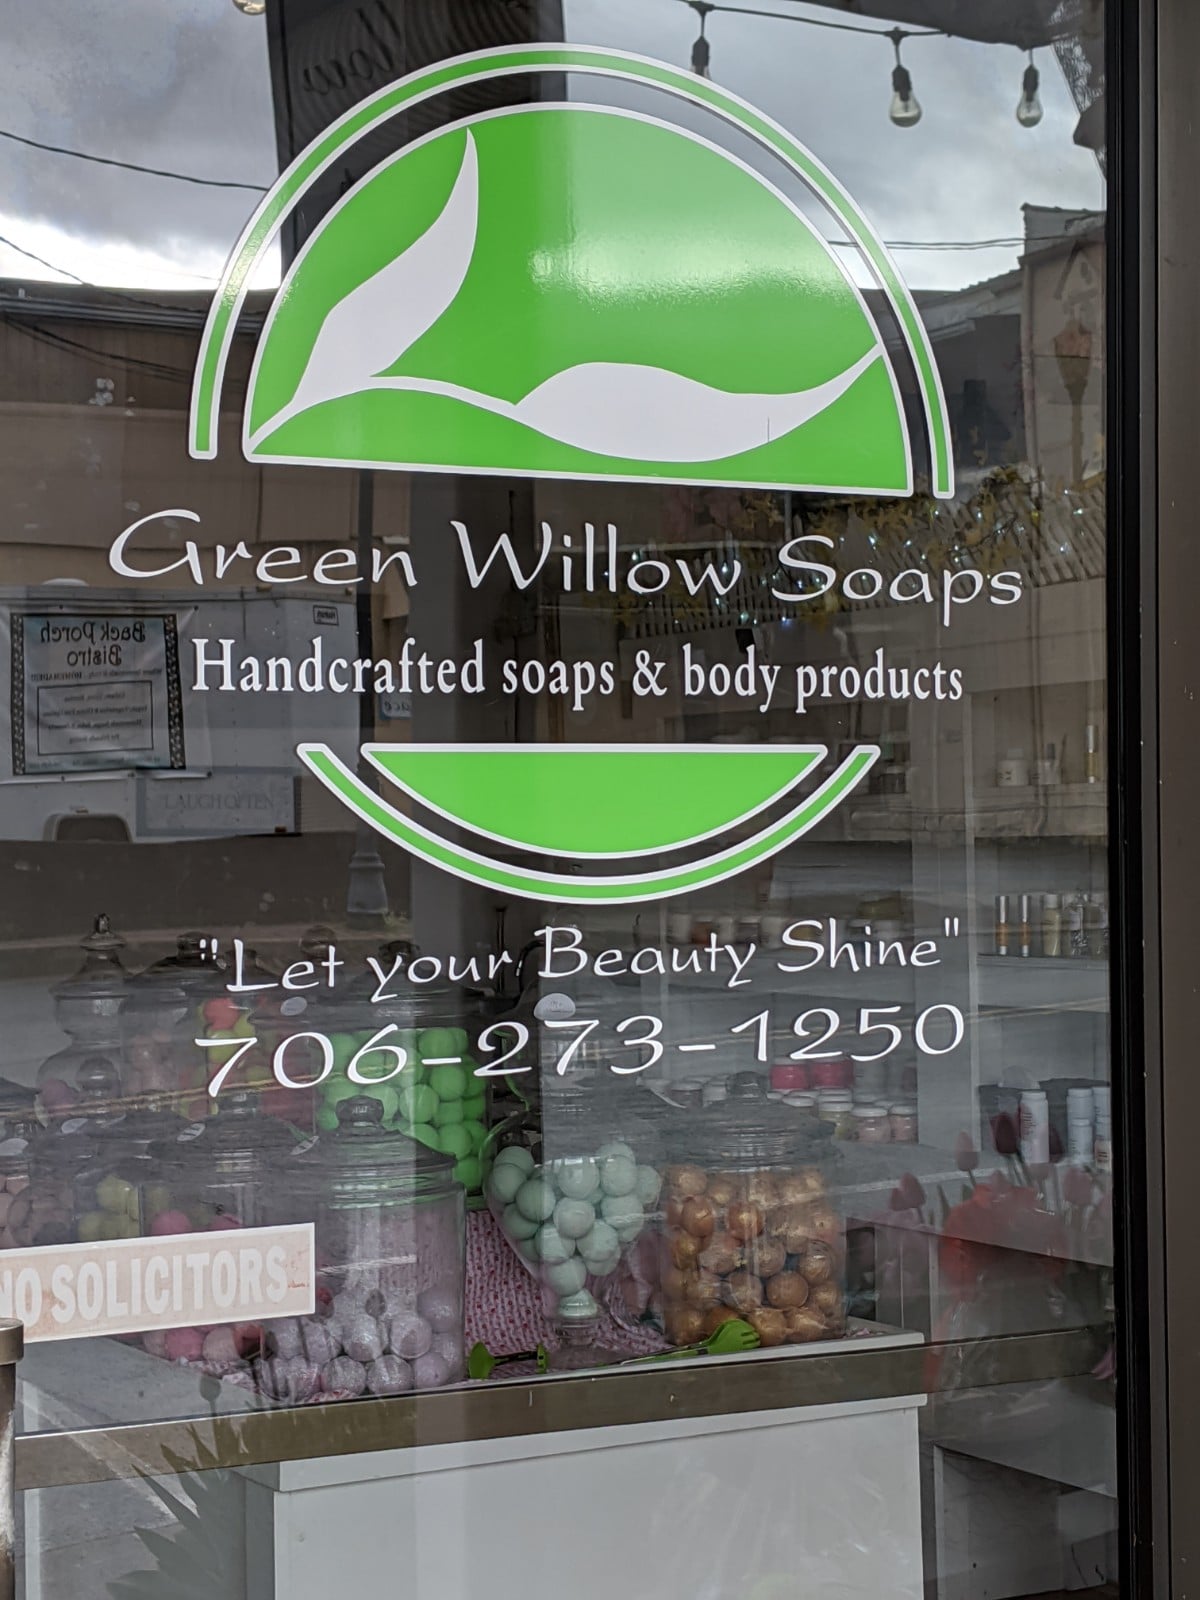 Green Willow Soaps
Handcrafted soaps & body products
"Let your Beauty Shine"
706-273-1250
NO SOLICITORS
Back Porch
Bistro
LAUGH OFTEN